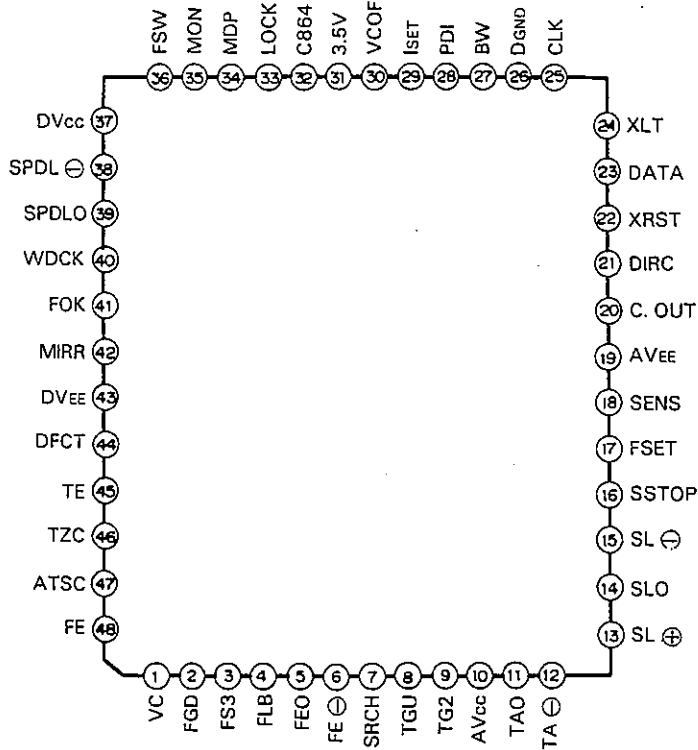 FSW MON MDP LOCK C864 3.5V VCOF ISET PDI BW DGND CLK
36 35 34 33 32 31 30 29 28 27 26 25
DVcc 37
SPDL ⊖ 38
SPDLO 39
WDCK 40
FOK 41
MIRR 42
DVEE 43
DFCT 44
TE 45
TZC 46
ATSC 47
FE 48
24 XLT
23 DATA
22 XRST
21 DIRC
20 C. OUT
19 AVEE
18 SENS
17 FSET
16 SSTOP
15 SL ⊖
14 SLO
13 SL ⊕
1 2 3 4 5 6 7 8 9 10 11 12
VC FGD FS3 FLB FEO FE ⊖ SRCH TGU TG2 AVcc TAO TA ⊖